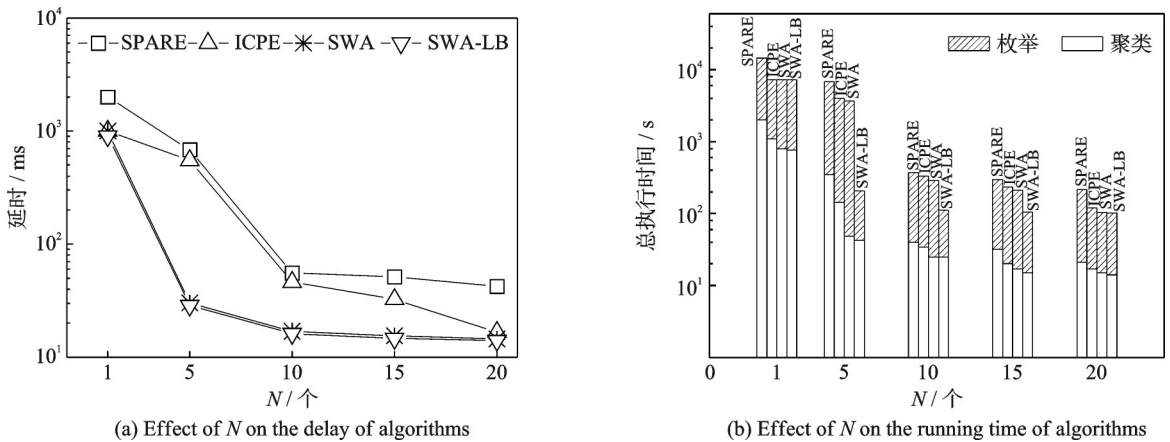 10⁴
10³
10²
10¹
延时 / ms
SPARE ICPE SWA SWA-LB
1 5 10 15 20
N / 个
(a) Effect of N on the delay of algorithms
10⁴
10³
10²
10¹
总执行时间 / s
枚举
聚类
SPARE ICPE SWA SWA-LB
SPARE ICPE SWA SWA-LB
SPARE ICPE SWA SWA-LB
SPARE ICPE SWA SWA-LB
SPARE ICPE SWA SWA-LB
0 1 5 10 15 20
N / 个
(b) Effect of N on the running time of algorithms